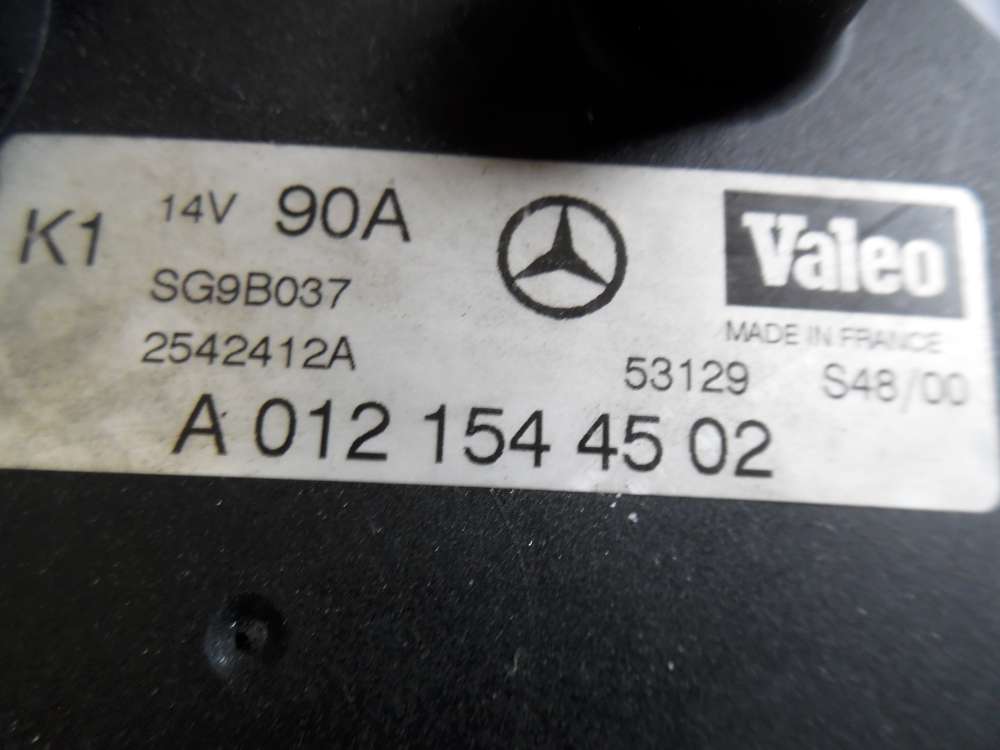 K1 14V 90A
Valeo
SG9B037
MADE IN FRANCE
2542412A 53129 S48/00
A 012 154 45 02